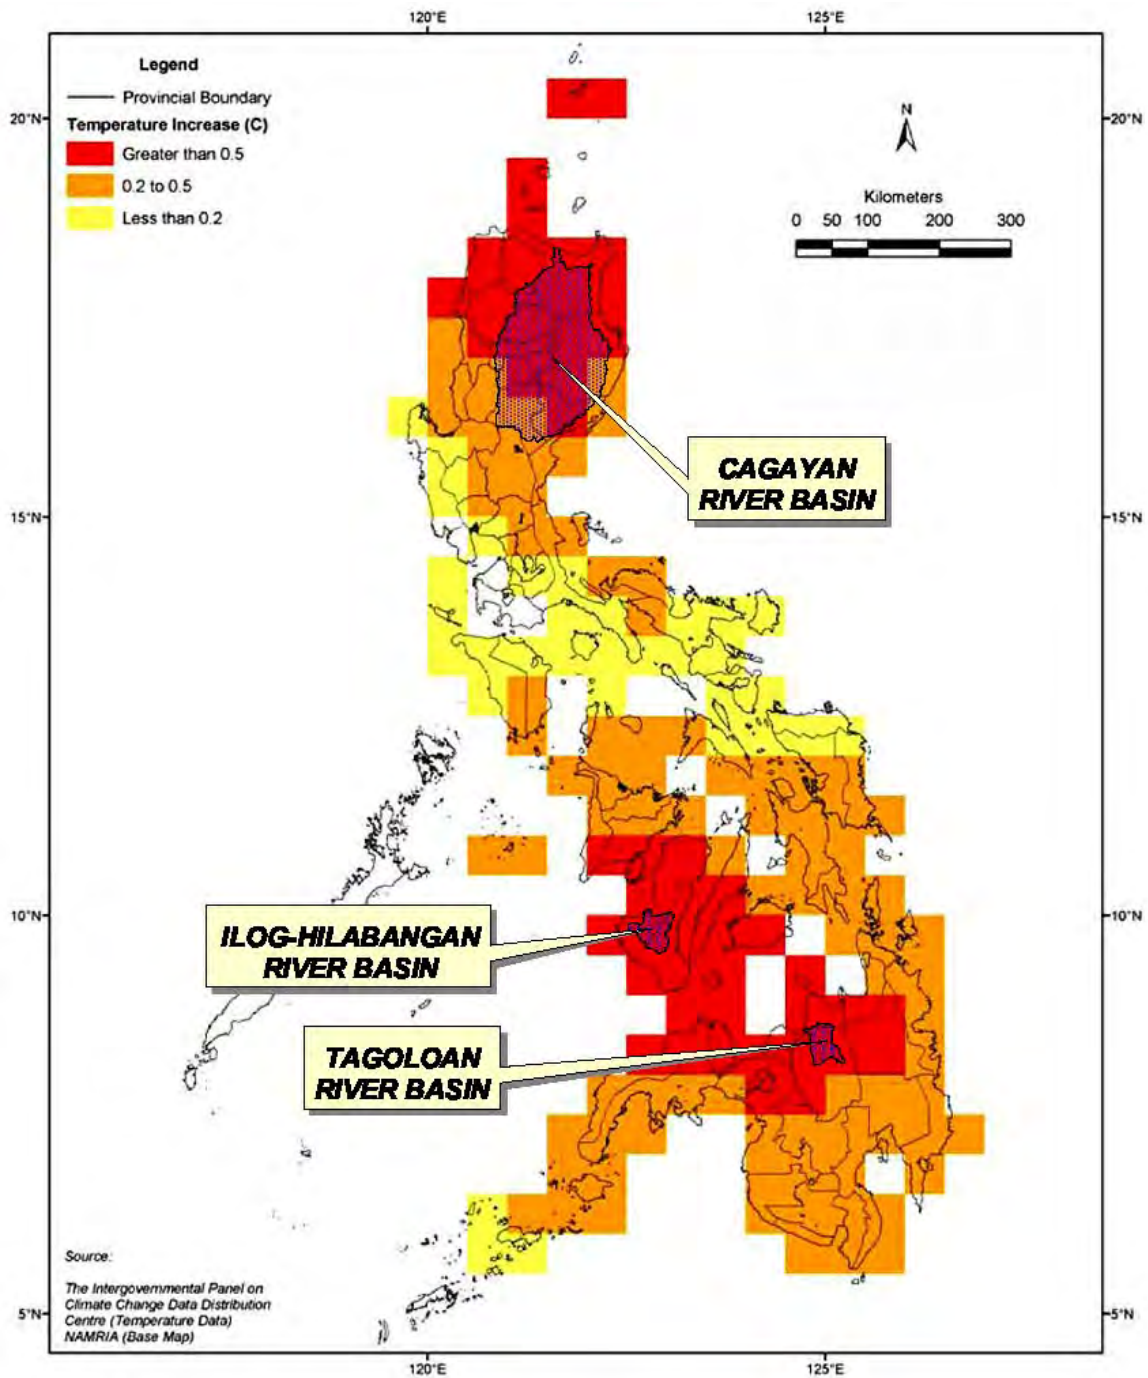 120°E 125°E
Legend
Provincial Boundary
Temperature Increase (C)
Greater than 0.5
0.2 to 0.5
Less than 0.2
N
Kilometers
0 50 100 200 300
20°N 20°N
CAGAYAN
RIVER BASIN
15°N 15°N
10°N 10°N
ILOG-HILABANGAN
RIVER BASIN
TAGOLOAN
RIVER BASIN
Source:
The Intergovernmental Panel on
Climate Change Data Distribution
Centre (Temperature Data)
NAMRIA (Base Map)
5°N 5°N
120°E 125°E